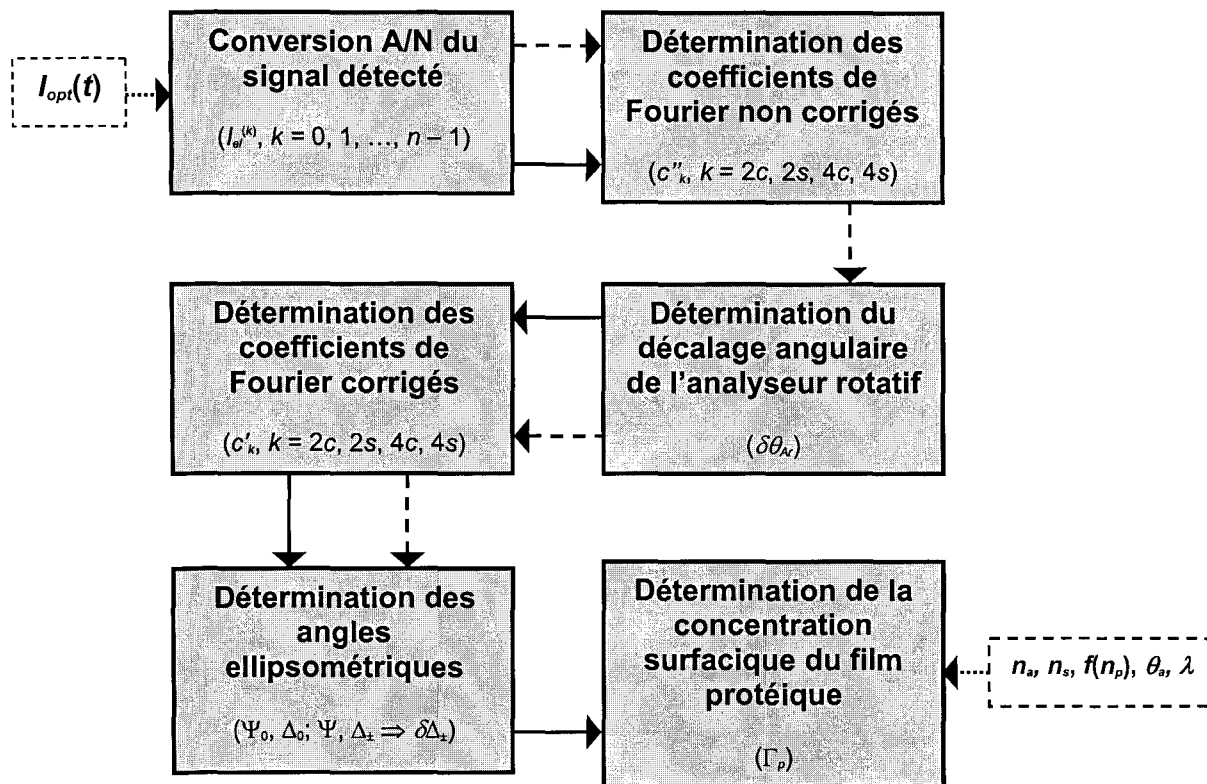 I_opt(t)
Conversion A/N du
signal détecté
(I_el^(k), k = 0, 1, ..., n – 1)
Détermination des
coefficients de
Fourier non corrigés
(c''_k, k = 2c, 2s, 4c, 4s)
Détermination des
coefficients de
Fourier corrigés
(c'_k, k = 2c, 2s, 4c, 4s)
Détermination du
décalage angulaire
de l'analyseur rotatif
(δθ_Ar)
Détermination des
angles
ellipsométriques
(Ψ₀, Δ₀; Ψ, Δ± ⇒ δΔ±)
Détermination de la
concentration
surfacique du film
protéique
(Γ_p)
n_a, n_s, f(n_p), θ_a, λ